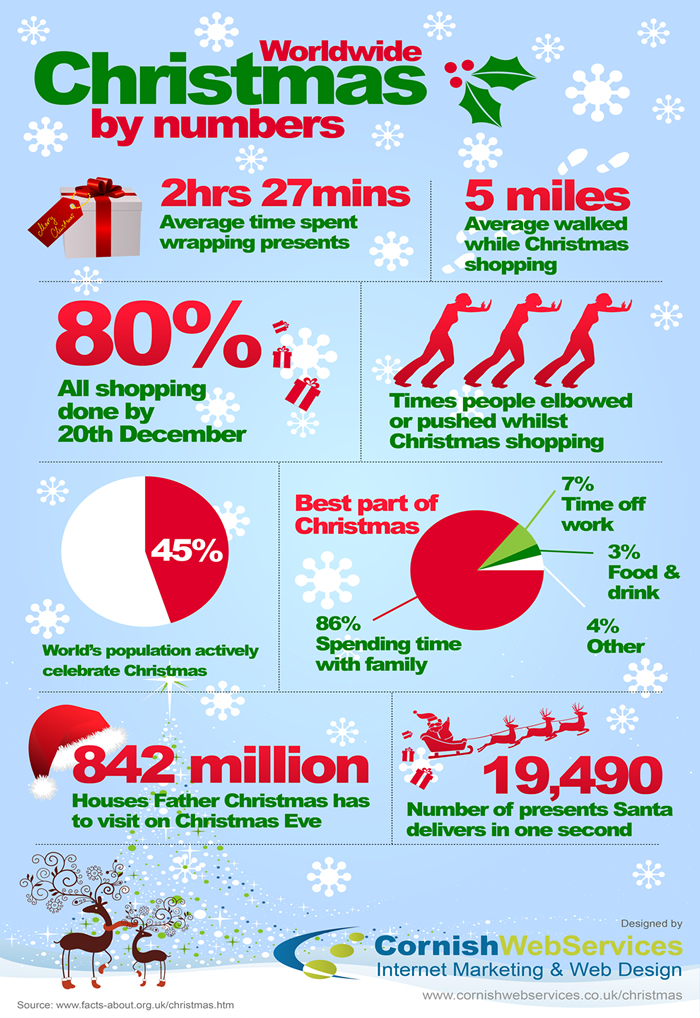 Worldwide
Christmas
by numbers
Merry
Christmas
2hrs 27mins
Average time spent
wrapping presents
5 miles
Average walked
while Christmas
shopping
80%
All shopping
done by
20th December
Times people elbowed
or pushed whilst
Christmas shopping
45%
World's population actively
celebrate Christmas
Best part of
Christmas
7%
Time off
work
3%
Food &
drink
4%
Other
86%
Spending time
with family
842 million
Houses Father Christmas has
to visit on Christmas Eve
19,490
Number of presents Santa
delivers in one second
Designed by
CornishWebServices
Internet Marketing & Web Design
www.cornishwebservices.co.uk/christmas
Source: www.facts-about.org.uk/christmas.htm